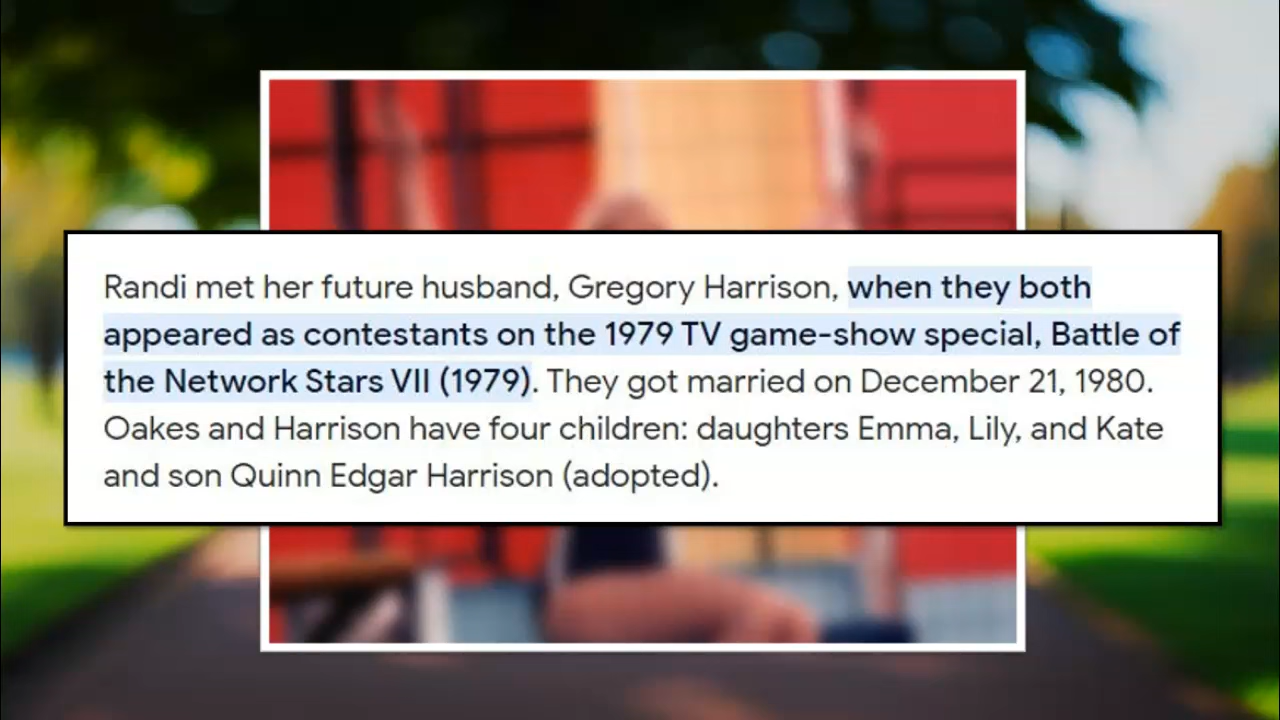 Randi met her future husband, Gregory Harrison, when they both
appeared as contestants on the 1979 TV game-show special, Battle of
the Network Stars VII (1979). They got married on December 21, 1980.
Oakes and Harrison have four children: daughters Emma, Lily, and Kate
and son Quinn Edgar Harrison (adopted).